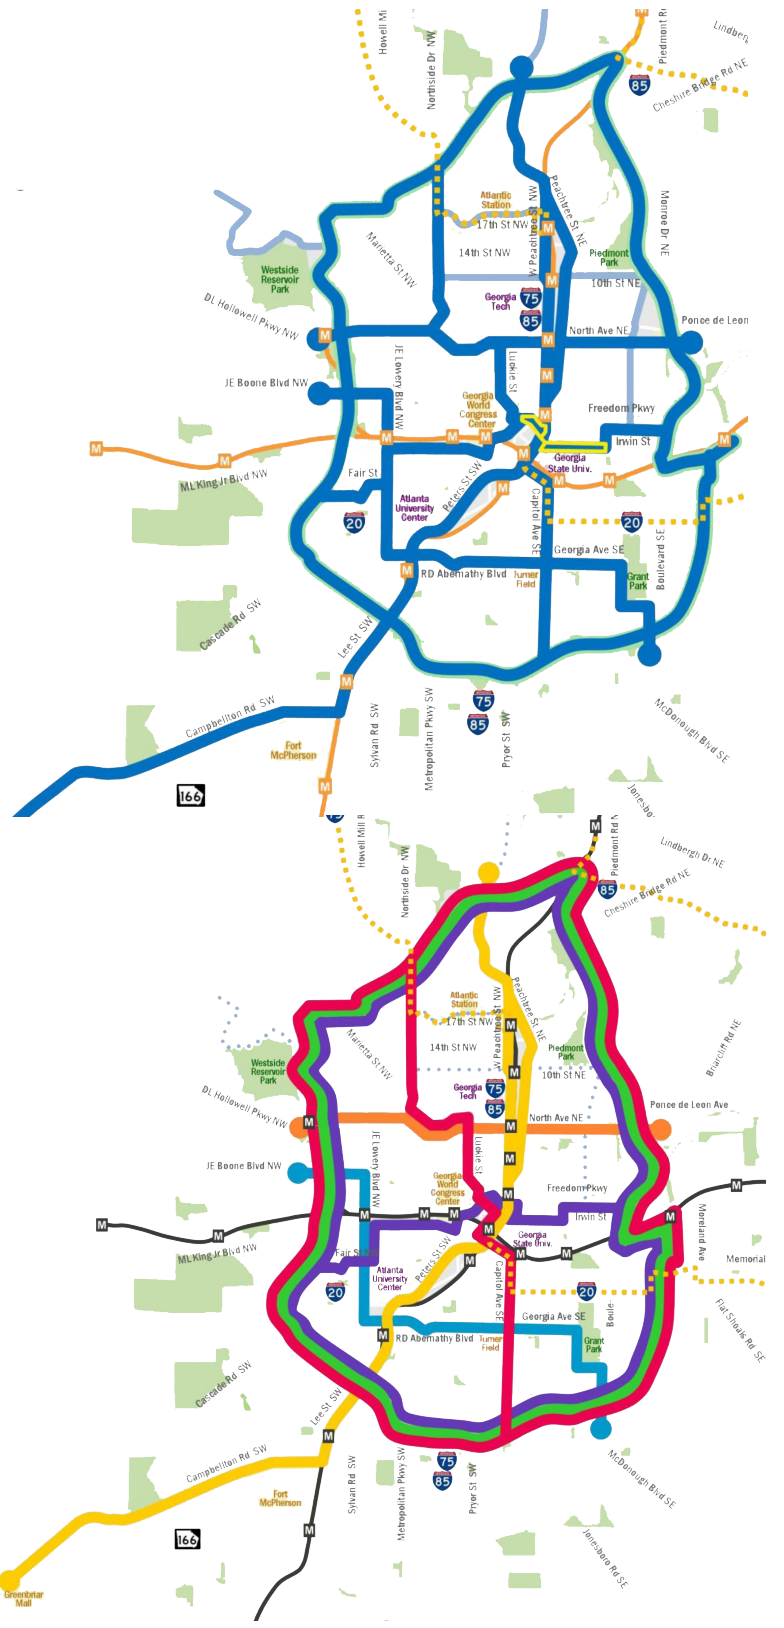 Howell Mi
Northside Dr NW
Piedmont R
Lindberg
85
Cheshire Bridge Rd NE
Atlantic
Station
17th St NW
W Peachtree St NW
Peachtree St NE
Monroe Dr NE
Marietta St NW
14th St NW
Piedmont
Park
Westside
Reservoir
Park
10th St NE
Georgia
Tech
75
85
DL Hollowell Pkwy NW
M
M
M
M
North Ave NE
Ponce de Leon
JE Lowery Blvd NW
Luckie St
M
JE Boone Blvd NW
Georgia
World
Congress
Center
Freedom Pkwy
M
M
M
M
M
Irwin St
M
M
M
M
Georgia
State Univ.
ML King Jr Blvd NW
Fair St
Peters St SW
M
M
M
Atlanta
University
Center
20
Capitol Ave SE
20
Georgia Ave SE
Boulevard SE
M
RD Abernathy Blvd
Turner
Field
Grant
Park
Cascade Rd SW
Lee St SW
M
Campbellton Rd SW
75
85
Sylvan Rd SW
Metropolitan Pkwy SW
Pryor St SW
McDonough Blvd SE
Fort
McPherson
M
166
Jonesbo
75
Howell Mill R
Northside Dr NW
M
Piedmont Rd N
Lindbergh Dr NE
85
Cheshire Bridge Rd NE
Atlantic
Station
17th St NW
W Peachtree St NW
Peachtree St NE
M
Marietta St NW
14th St NW
Piedmont
Park
Briarcliff Rd NE
Westside
Reservoir
Park
M
10th St NE
Georgia
Tech
75
85
DL Hollowell Pkwy NW
M
M
North Ave NE
Ponce de Leon Ave
JE Lowery Blvd NW
Luckie St
M
JE Boone Blvd NW
Georgia
World
Congress
Center
Freedom Pkwy
M
M
M
M
M
Irwin St
M
Moreland Ave
M
M
M
Georgia
State Univ.
ML King Jr Blvd NW
Fair St
Peters St SW
M
M
M
Memorial
Atlanta
University
Center
20
Capitol Ave SE
20
Georgia Ave SE
Boule
Flat Shoals Rd SE
M
RD Abernathy Blvd
Turner
Field
Grant
Park
Cascade Rd SW
Lee St SW
M
Campbellton Rd SW
75
85
Sylvan Rd SW
Metropolitan Pkwy SW
Pryor St SW
McDonough Blvd SE
Fort
McPherson
M
166
Jonesboro Rd SE
Greenbriar
Mall